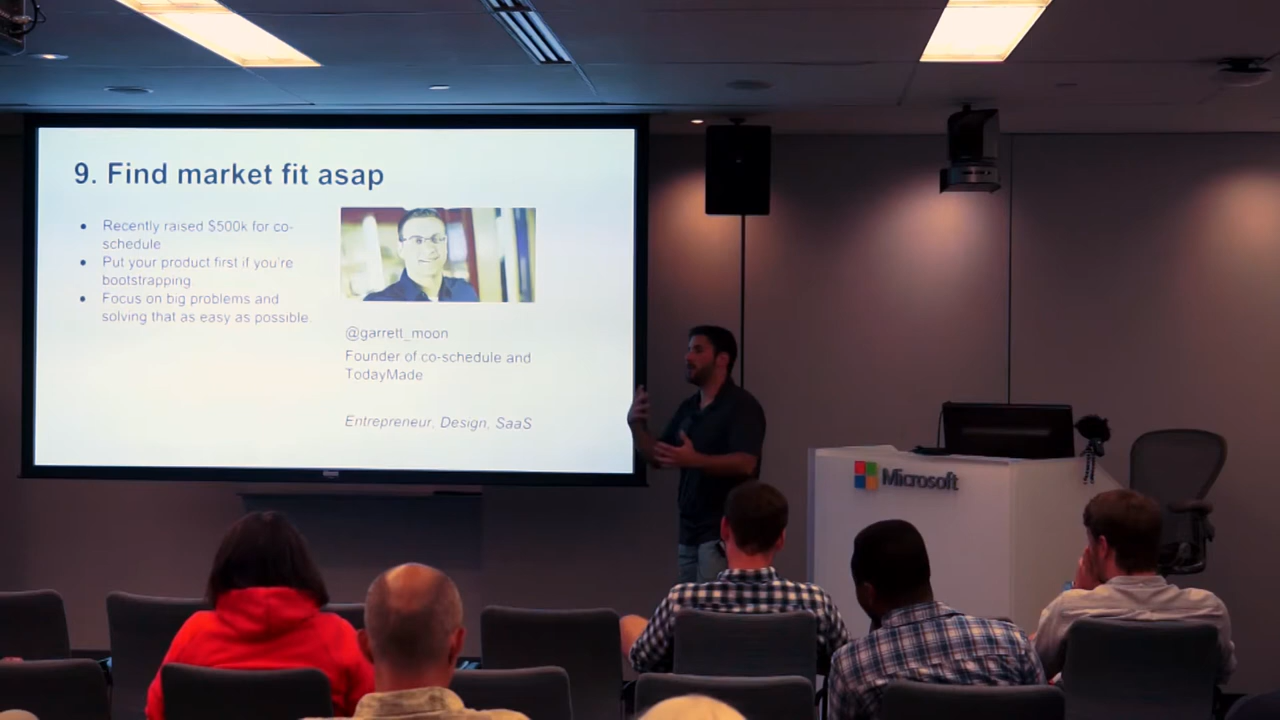 9. Find market fit asap
Recently raised $500k for co-
schedule
Put your product first if you're
bootstrapping.
Focus on big problems and
solving that as easy as possible.
@garrett_moon
Founder of co-schedule and
TodayMade
Entrepreneur, Design, SaaS
Microsoft